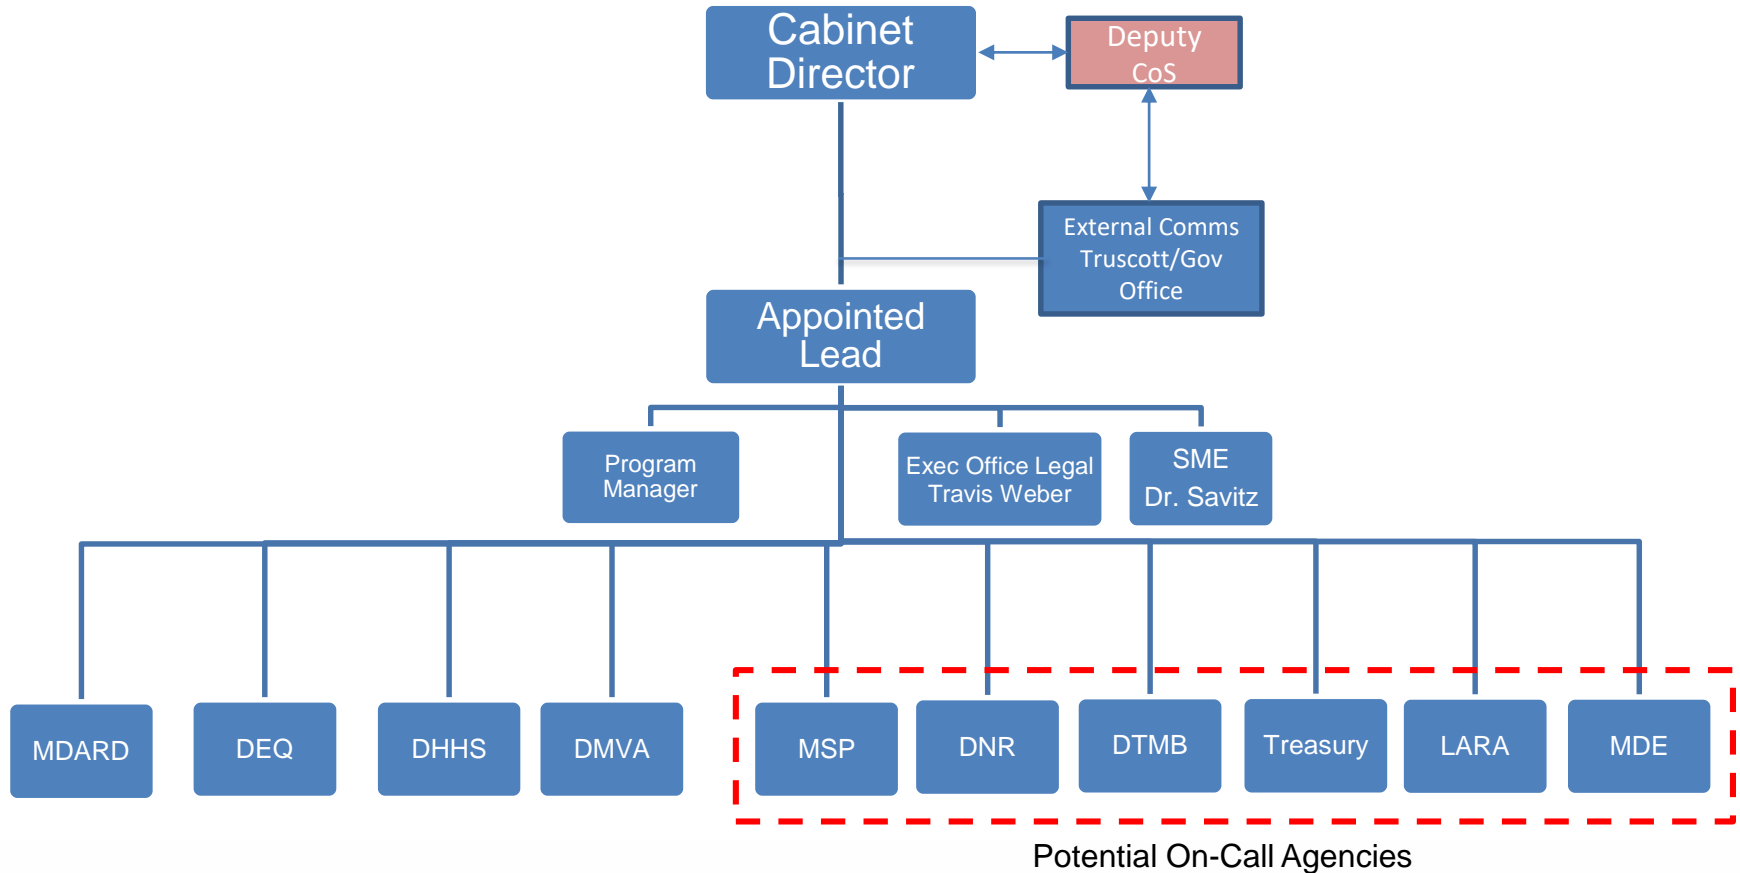 Cabinet
Director
Deputy
CoS
External Comms
Truscott/Gov
Office
Appointed
Lead
Program
Manager
Exec Office Legal
Travis Weber
SME
Dr. Savitz
MDARD
DEQ
DHHS
DMVA
MSP
DNR
DTMB
Treasury
LARA
MDE
Potential On-Call Agencies